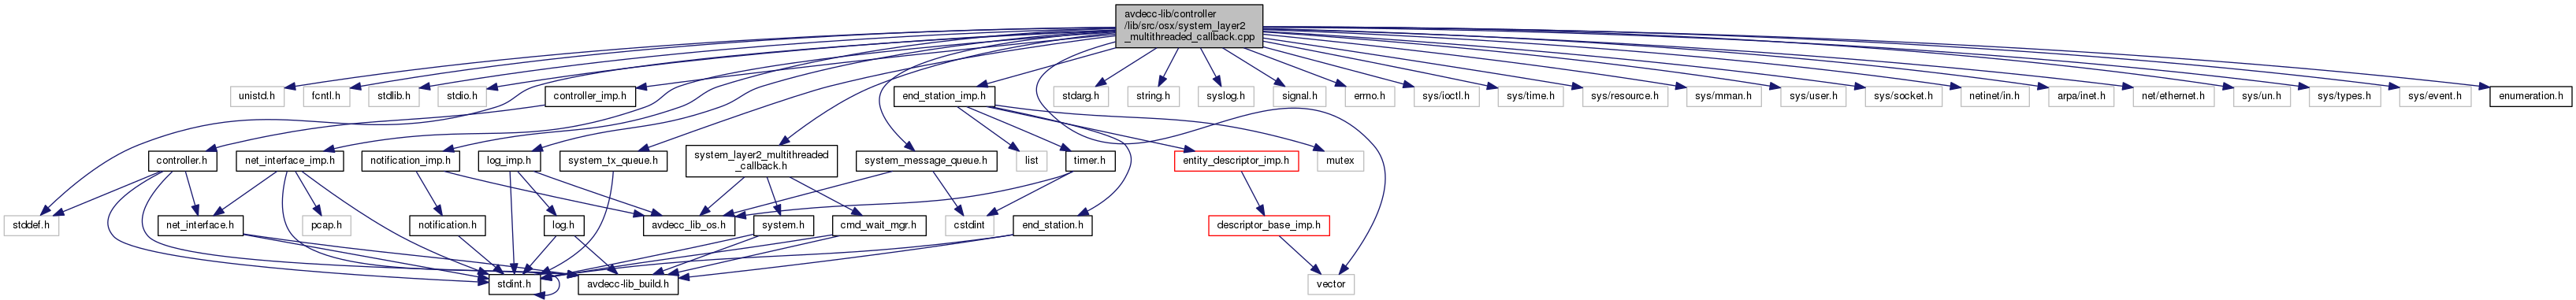 avdecc-lib/controller
/lib/src/osx/system_layer2
_multithreaded_callback.cpp
unistd.h
fcntl.h
stdlib.h
stdio.h
controller_imp.h
end_station_imp.h
stdarg.h
string.h
syslog.h
signal.h
errno.h
sys/ioctl.h
sys/time.h
sys/resource.h
sys/mman.h
sys/user.h
sys/socket.h
netinet/in.h
arpa/inet.h
net/ethernet.h
sys/un.h
sys/types.h
sys/event.h
enumeration.h
controller.h
net_interface_imp.h
notification_imp.h
log_imp.h
system_tx_queue.h
system_layer2_multithreaded
_callback.h
system_message_queue.h
list
timer.h
entity_descriptor_imp.h
mutex
stddef.h
net_interface.h
pcap.h
notification.h
log.h
avdecc_lib_os.h
system.h
cmd_wait_mgr.h
cstdint
end_station.h
descriptor_base_imp.h
stdint.h
avdecc-lib_build.h
vector